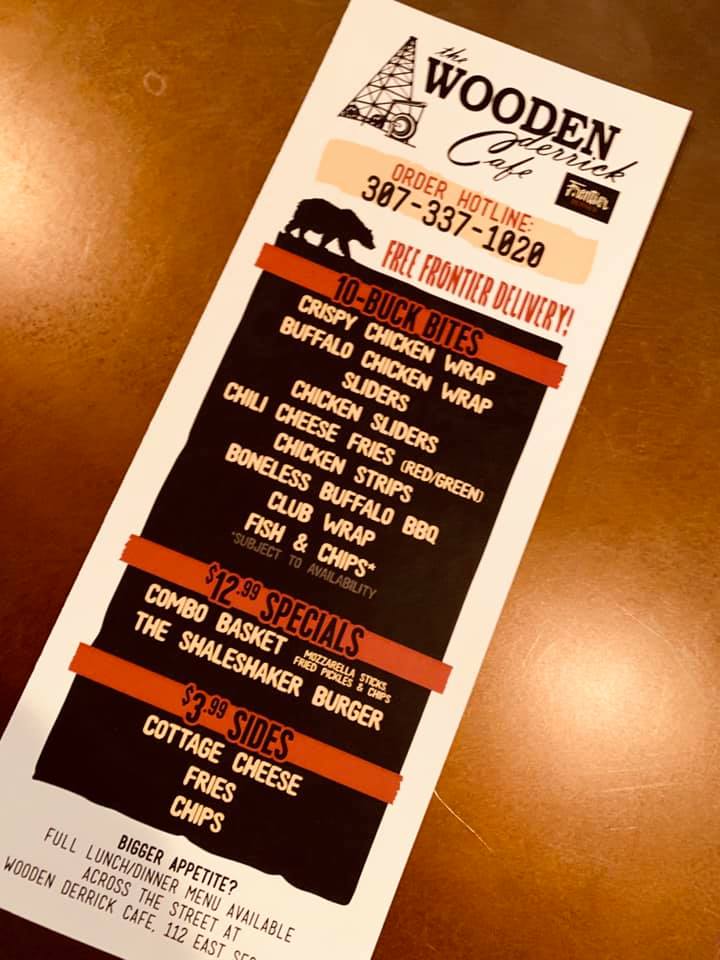 the
WOODEN
derrick
Cafe
Frontier
ORDER HOTLINE:
307-337-1020
FREE FRONTIER DELIVERY!
10-BUCK BITES
CRISPY CHICKEN WRAP
BUFFALO CHICKEN WRAP
SLIDERS
CHICKEN SLIDERS
CHILI CHEESE FRIES (RED/GREEN)
CHICKEN STRIPS
BONELESS BUFFALO BBQ
CLUB WRAP
FISH & CHIPS*
*SUBJECT TO AVAILABILITY
$12.99 SPECIALS
COMBO BASKET MOZZARELLA STICKS
FRIED PICKLES & CHIPS
THE SHALESHAKER BURGER
$3.99 SIDES
COTTAGE CHEESE
FRIES
CHIPS
BIGGER APPETITE?
FULL LUNCH/DINNER MENU AVAILABLE
ACROSS THE STREET AT
WOODEN DERRICK CAFE, 112 EAST